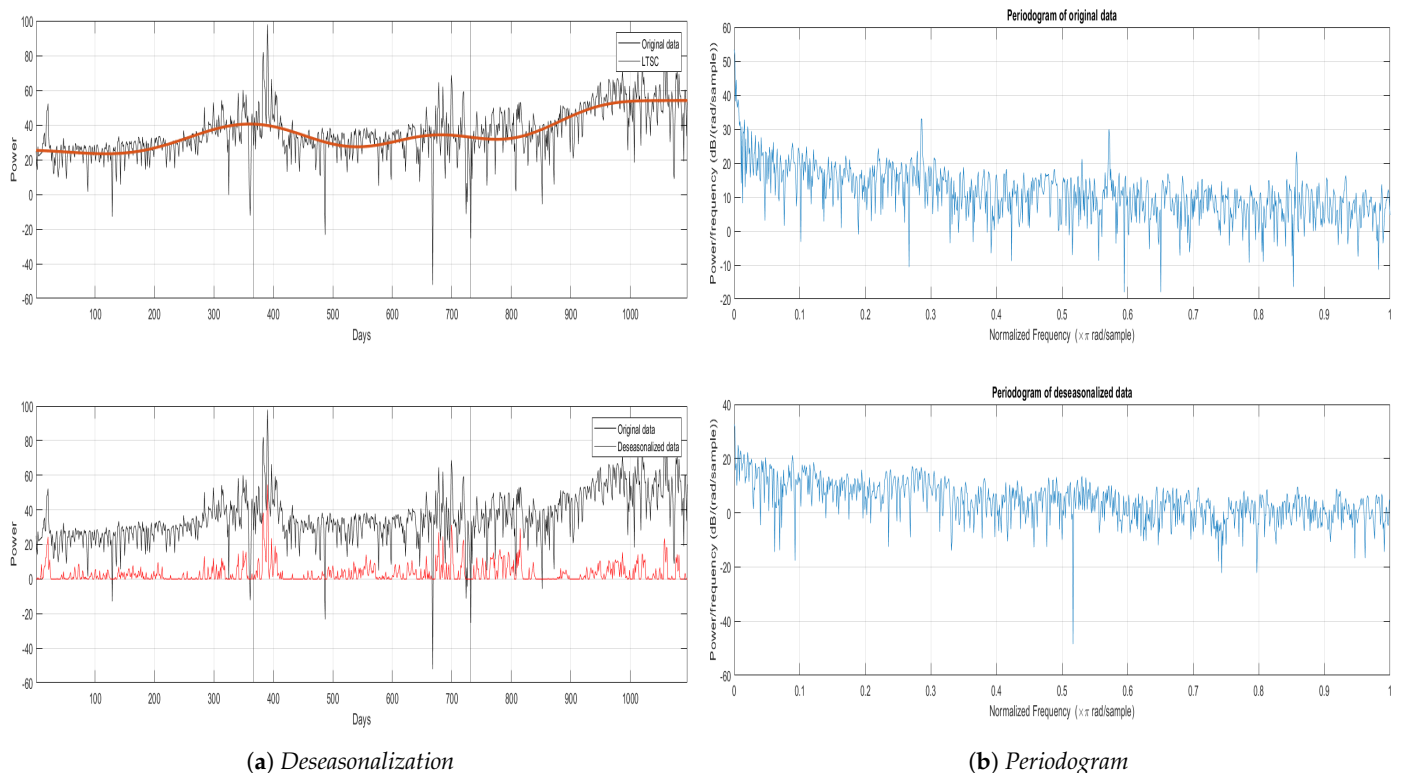 100
80
60
40
20
0
-20
-40
-60
Power
Original data
LTSC
100 200 300 400 500 600 700 800 900 1000
Days
Periodogram of original data
60
50
40
30
20
10
0
-10
-20
Power/frequency (dB/(rad/sample))
0 0.1 0.2 0.3 0.4 0.5 0.6 0.7 0.8 0.9 1
Normalized Frequency (×π rad/sample)
100
80
60
40
20
0
-20
-40
-60
Power
Original data
Deseasonalized data
100 200 300 400 500 600 700 800 900 1000
Days
Periodogram of deseasonalized data
40
20
0
-20
-40
-60
Power/frequency (dB/(rad/sample))
0 0.1 0.2 0.3 0.4 0.5 0.6 0.7 0.8 0.9 1
Normalized Frequency (×π rad/sample)
(a) Deseasonalization
(b) Periodogram